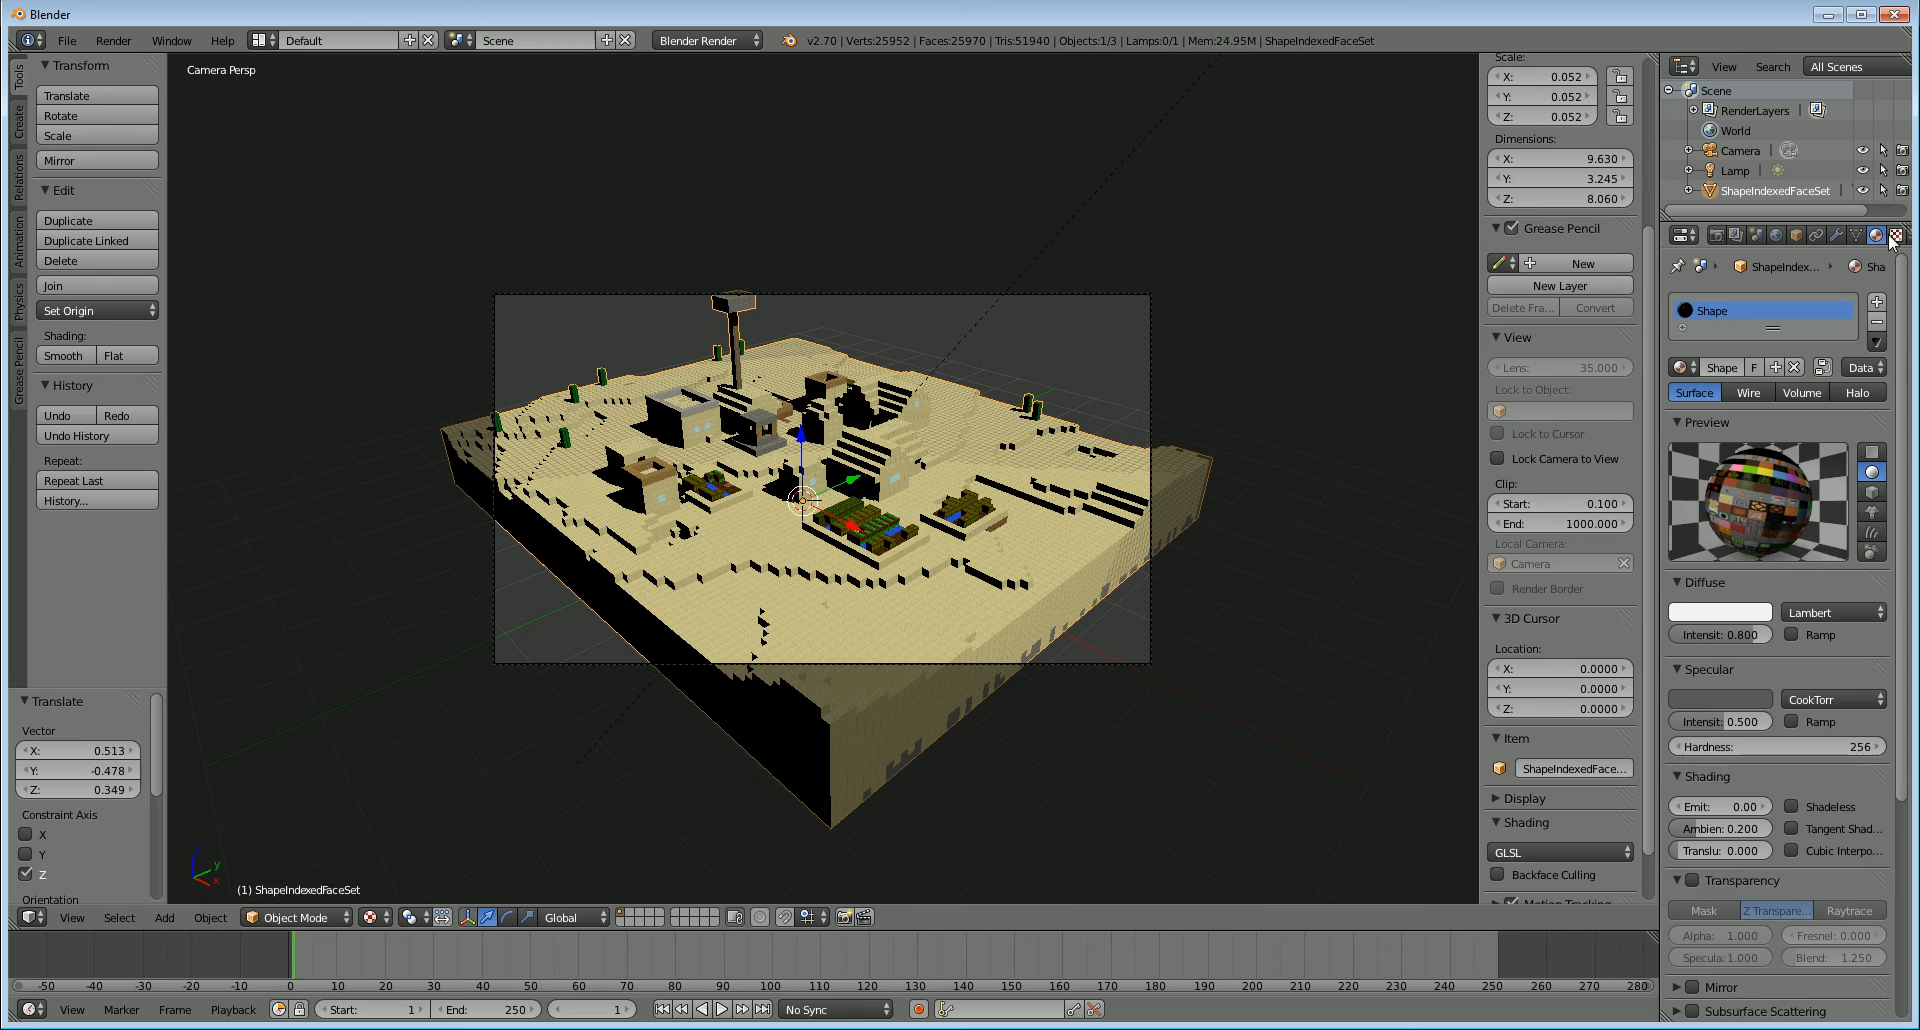 Blender
File Render Window Help Default Scene Blender Render v2.70 | Verts:25952 | Faces:25970 | Tris:51940 | Objects:1/3 | Lamps:0/1 | Mem:24.95M | ShapeIndexedFaceSet
Tools
Create
Relations
Animation
Physics
Grease Pencil
Transform
Translate
Rotate
Scale
Mirror
Edit
Duplicate
Duplicate Linked
Delete
Join
Set Origin
Shading:
Smooth Flat
History
Undo Redo
Undo History
Repeat:
Repeat Last
History...
Translate
Vector
X: 0.513
Y: -0.478
Z: 0.349
Constraint Axis
X
Y
Z
Orientation
Camera Persp
z
y
x
(1) ShapeIndexedFaceSet
View Select Add Object Object Mode Global
Scale:
X: 0.052
Y: 0.052
Z: 0.052
Dimensions:
X: 9.630
Y: 3.245
Z: 8.060
Grease Pencil
New
New Layer
Delete Fra... Convert
View
Lens: 35.000
Lock to Object:
Lock to Cursor
Lock Camera to View
Clip:
Start: 0.100
End: 1000.000
Local Camera:
Camera
Render Border
3D Cursor
Location:
X: 0.0000
Y: 0.0000
Z: 0.0000
Item
ShapeIndexedFace...
Display
Shading
GLSL
Backface Culling
Motion Tracking
View Search All Scenes
Scene
RenderLayers
World
Camera
Lamp
ShapeIndexedFaceSet
ShapeIndex... Sha
Shape
Shape F Data
Surface Wire Volume Halo
Preview
Diffuse
Lambert
Intensit: 0.800 Ramp
Specular
CookTorr
Intensit: 0.500 Ramp
Hardness: 256
Shading
Emit: 0.00 Shadeless
Ambien: 0.200 Tangent Shad...
Translu: 0.000 Cubic Interpo...
Transparency
Mask Z Transpare... Raytrace
Alpha: 1.000 Fresnel: 0.000
Specula: 1.000 Blend: 1.250
Mirror
Subsurface Scattering
-50 -40 -30 -20 -10 0 10 20 30 40 50 60 70 80 90 100 110 120 130 140 150 160 170 180 190 200 210 220 230 240 250 260 270 280
View Marker Frame Playback Start: 1 End: 250 1 No Sync